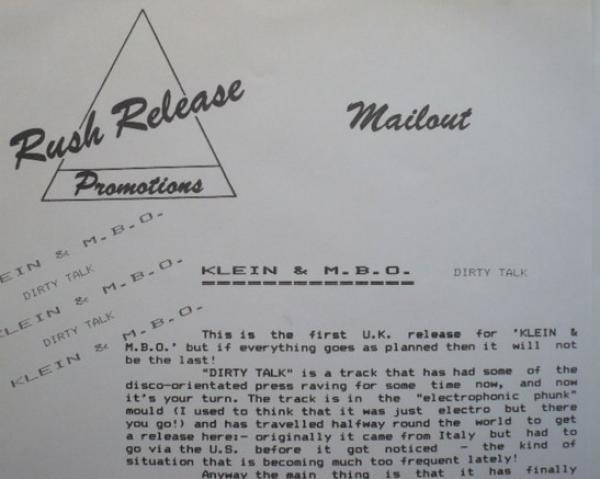 Rush Release
Promotions
Mailout
EIN & M.B.O.
DIRTY TALK
KLEIN & M.B.O.
DIRTY TALK
KLEIN & M.B.O.
KLEIN & M.B.O. DIRTY TALK
This is the first U.K. release for 'KLEIN &
M.B.O.' but if everything goes as planned then it will not
be the last!
"DIRTY TALK" is a track that has had some of the
disco-orientated press raving for some time now, and now
it's your turn. The track is in the "electrophonic phunk"
mould (I used to think that it was just electro but there
you go!) and has travelled halfway round the world to get
a release here:- originally it came from Italy but had to
go via the U.S. before it got noticed - the kind of
situation that is becoming much too frequent lately!
Anyway the main thing is that it has finally